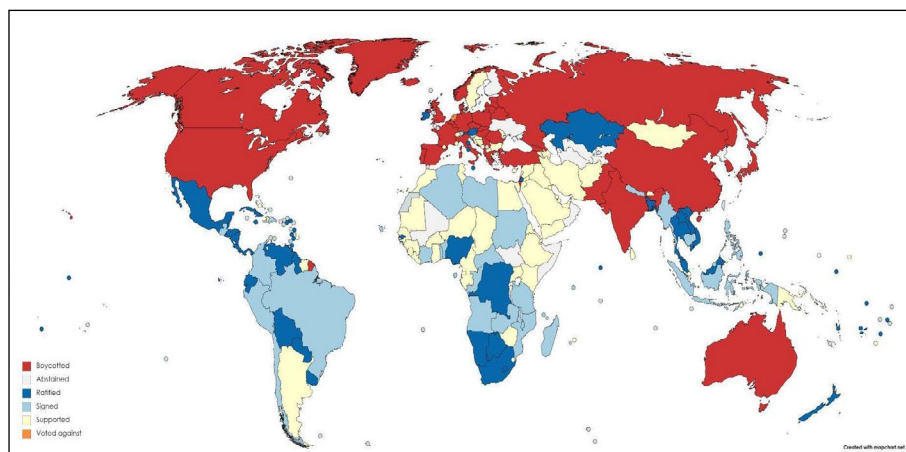 Boycotted
Abstained
Ratified
Signed
Supported
Voted against
Created with mapchart.net